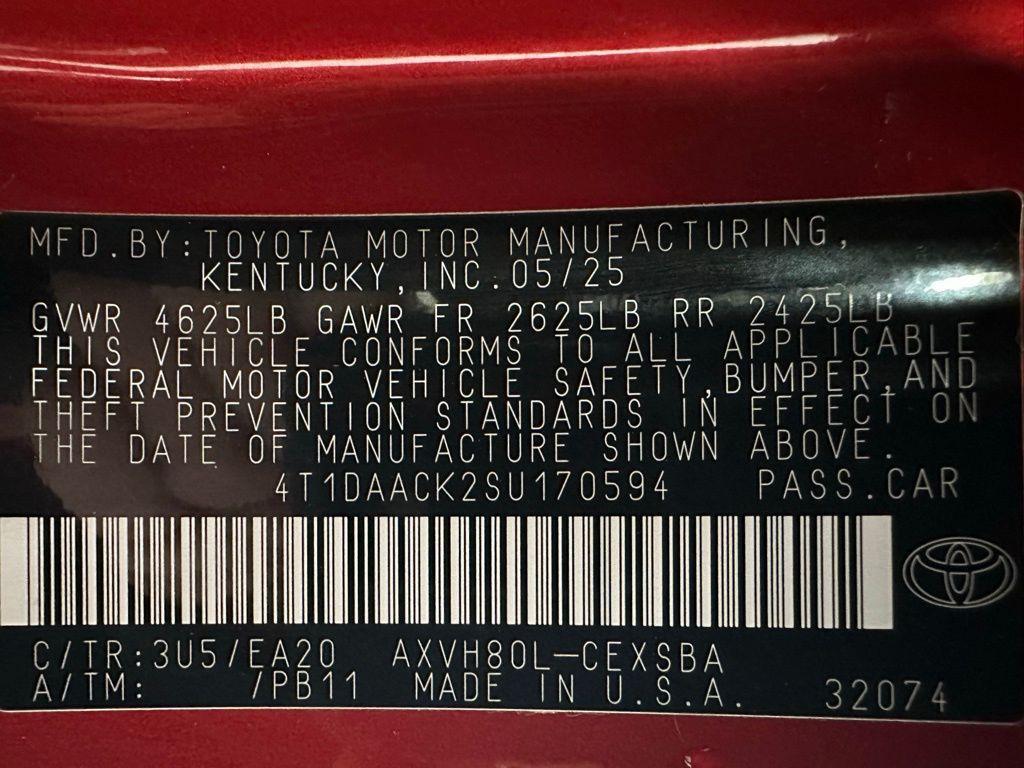 MFD.BY:TOYOTA MOTOR MANUFACTURING,
KENTUCKY,INC.05/25
GVWR 4625LB GAWR FR 2625LB RR 2425LB
THIS VEHICLE CONFORMS TO ALL APPLICABLE
FEDERAL MOTOR VEHICLE SAFETY,BUMPER,AND
THEFT PREVENTION STANDARDS IN EFFECT ON
THE DATE OF MANUFACTURE SHOWN ABOVE.
4T1DAACK2SU170594 PASS.CAR
C/TR:3U5/EA20 AXVH80L-CEXSBA
A/TM: /PB11 MADE IN U.S.A. 32074